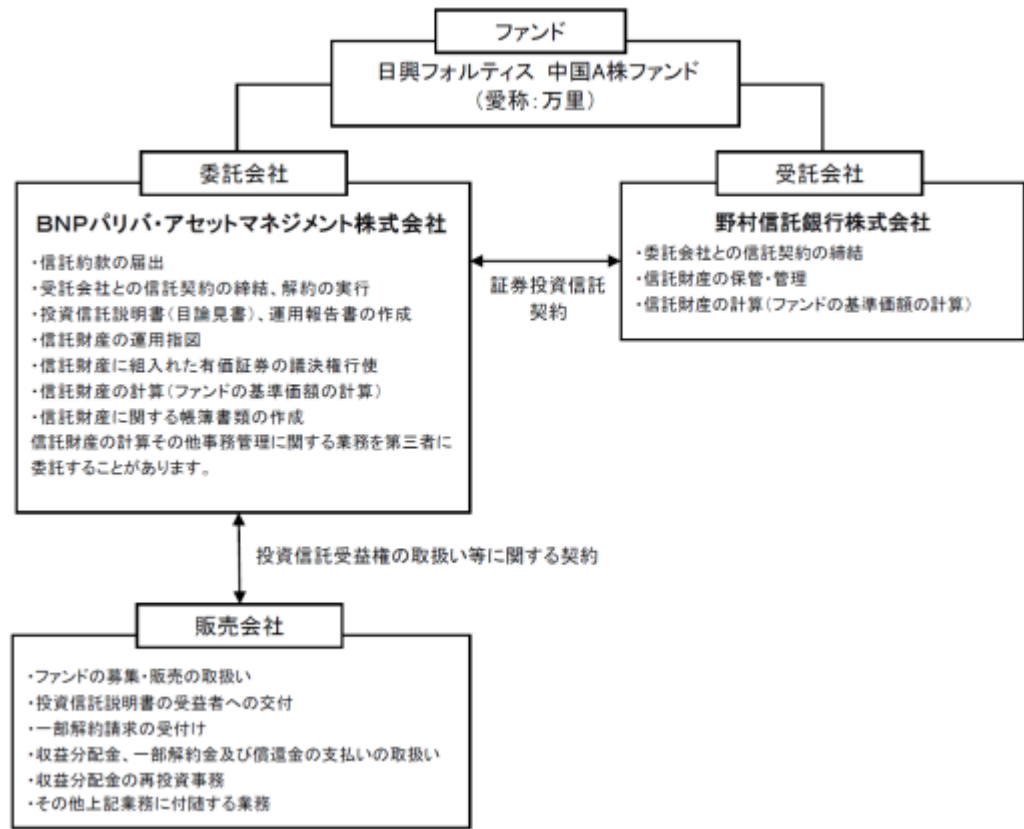 ファンド
日興フォルティス 中国A株ファンド
（愛称：万里）
委託会社
BNPパリバ・アセットマネジメント株式会社
・信託約款の届出
・受託会社との信託契約の締結、解約の実行
・投資信託説明書（目論見書）、運用報告書の作成
・信託財産の運用指図
・信託財産に組入れた有価証券の議決権行使
・信託財産の計算（ファンドの基準価額の計算）
・信託財産に関する帳簿書類の作成
信託財産の計算その他事務管理に関する業務を第三者に
委託することがあります。
証券投資信託
契約
受託会社
野村信託銀行株式会社
・委託会社との信託契約の締結
・信託財産の保管・管理
・信託財産の計算（ファンドの基準価額の計算）
投資信託受益権の取扱い等に関する契約
販売会社
・ファンドの募集・販売の取扱い
・投資信託説明書の受益者への交付
・一部解約請求の受付け
・収益分配金、一部解約金及び償還金の支払いの取扱い
・収益分配金の再投資事務
・その他上記業務に付随する業務